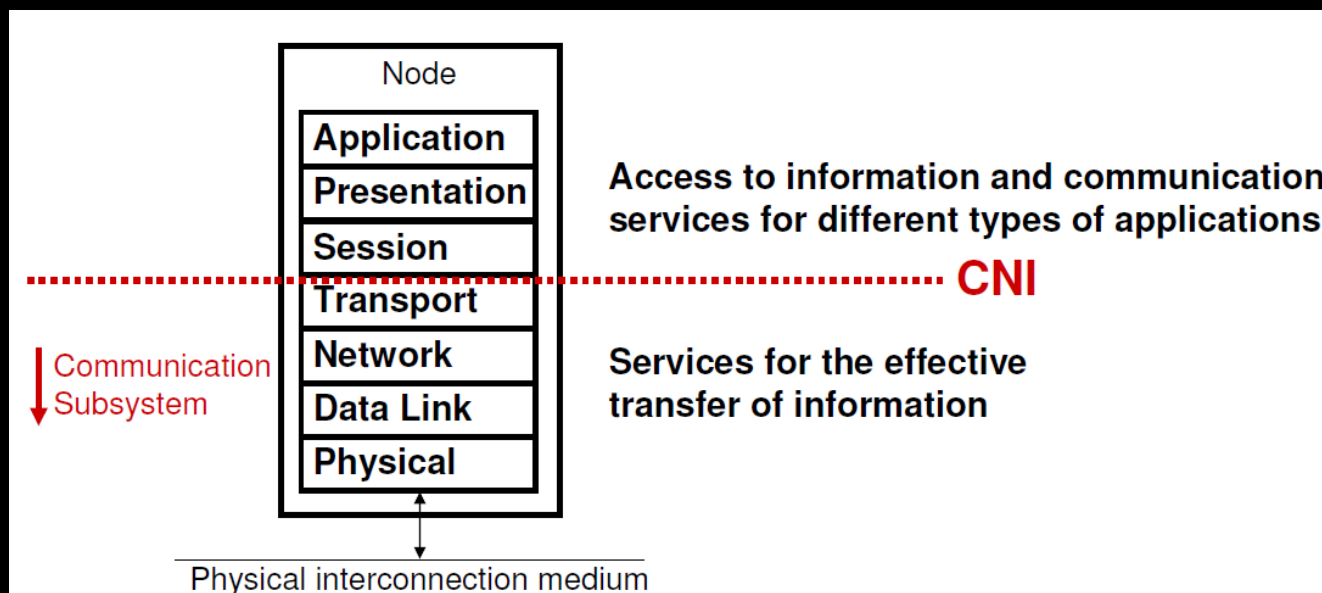 Node
Application
Presentation
Session
Transport
Network
Data Link
Physical
Access to information and communication
services for different types of applications
CNI
Communication
Subsystem
Services for the effective
transfer of information
Physical interconnection medium